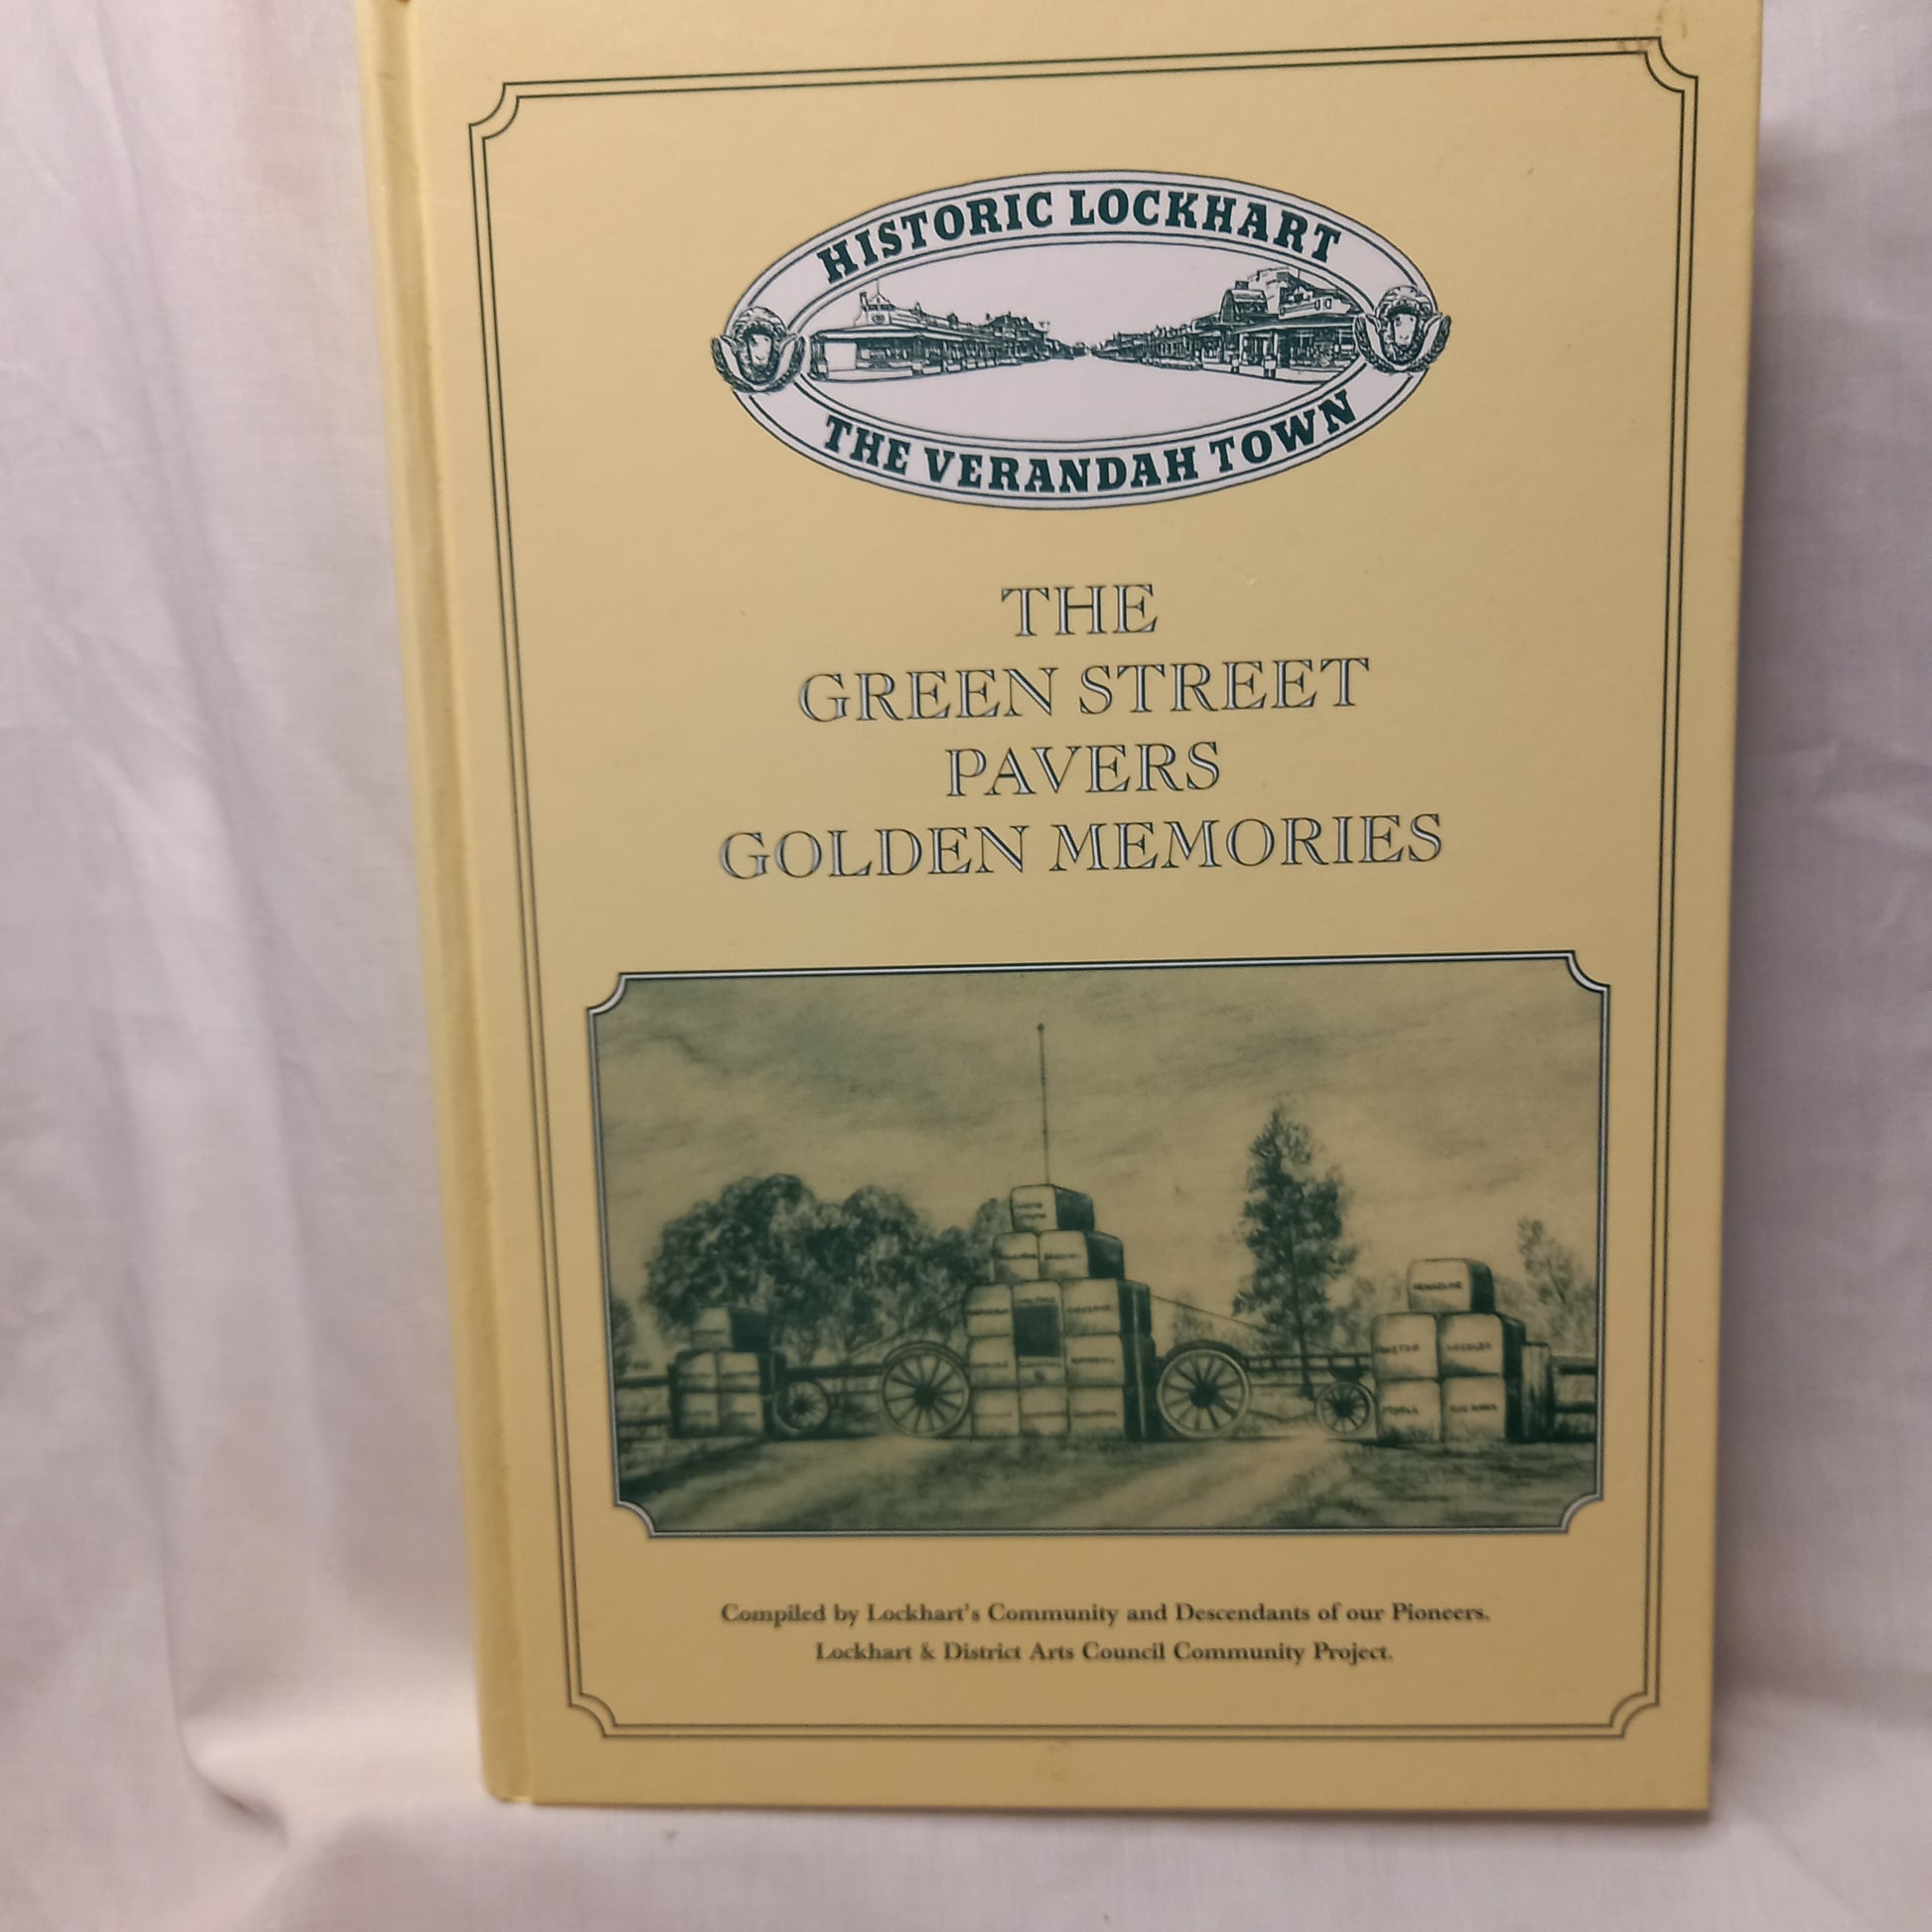 HISTORIC LOCKHART
THE VERANDAH TOWN
THE
GREEN STREET
PAVERS
GOLDEN MEMORIES
Compiled by Lockhart's Community and Descendants of our Pioneers.
Lockhart & District Arts Council Community Project.